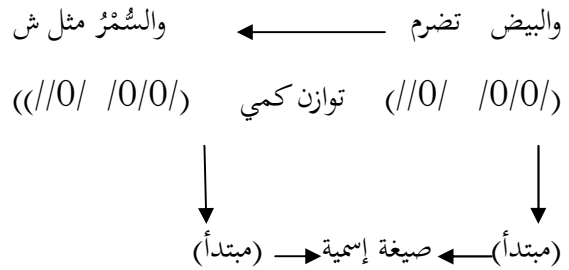 والبيض تضرم والسُّمْرُ مثل ش
(/0/0/ /0//) توازن كمي (/0/0/ /0//))
(مبتدأ) صيغة إسمية (مبتدأ)